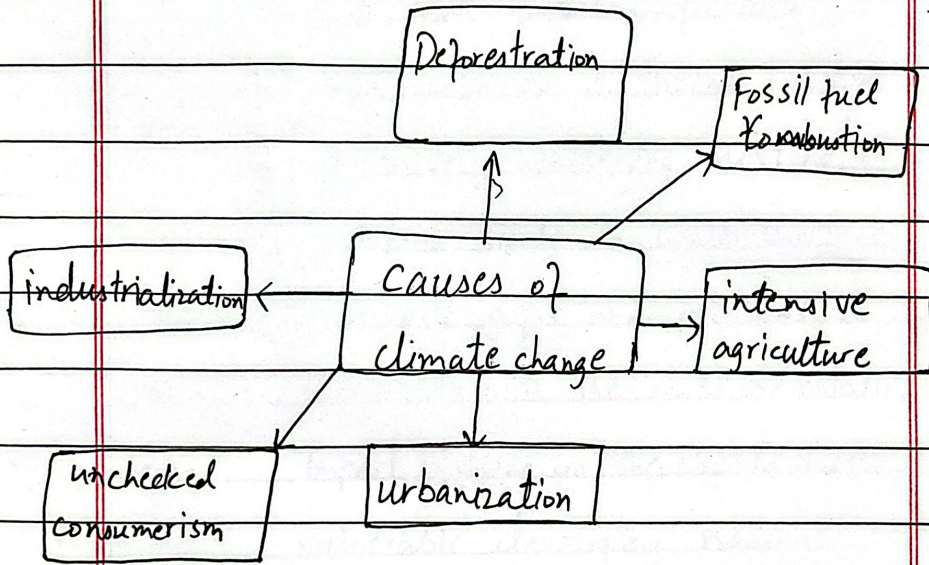 Deforestration
Fossil fuel
combustion
industrialization
Causes of
climate change
intensive
agriculture
unchecked
consumerism
urbanization